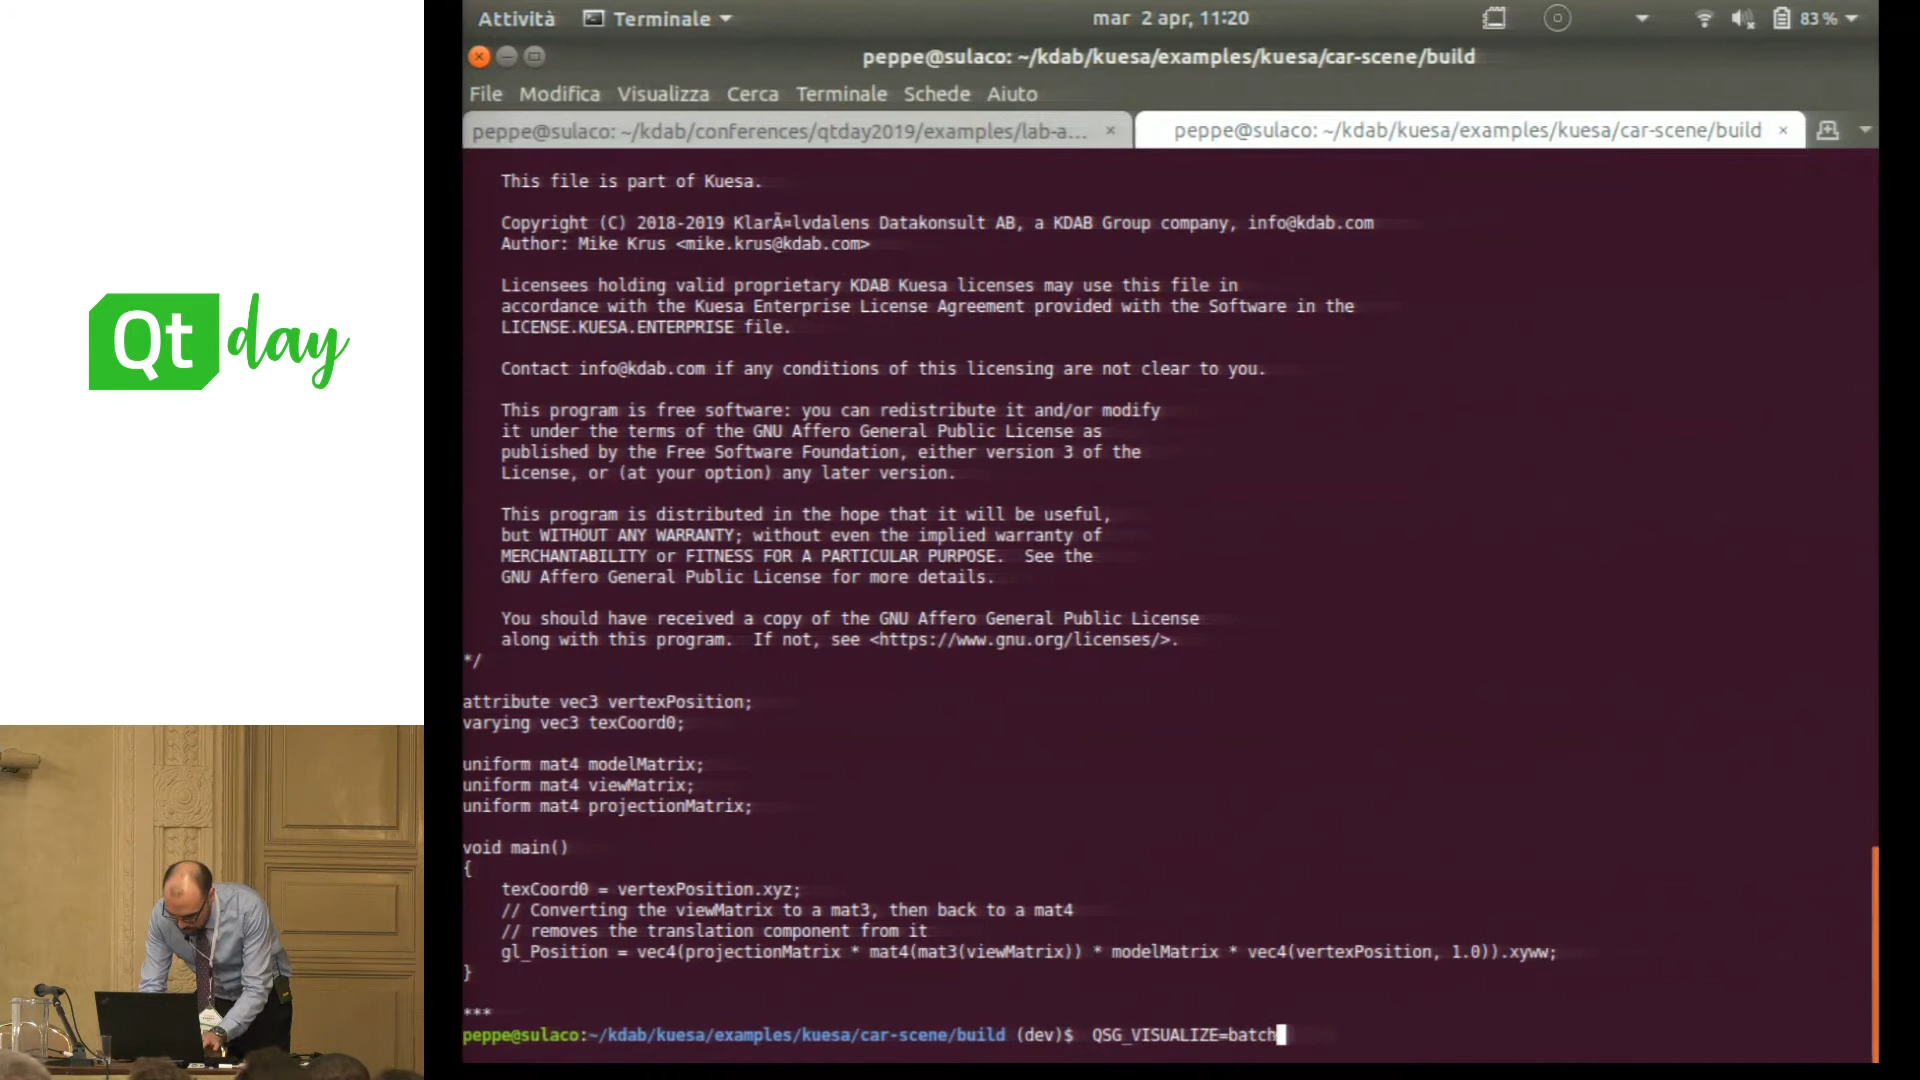 Qt day
Attività Terminale mar 2 apr, 11:20 83 %
peppe@sulaco: ~/kdab/kuesa/examples/kuesa/car-scene/build
File Modifica Visualizza Cerca Terminale Schede Aiuto
peppe@sulaco: ~/kdab/conferences/qtday2019/examples/lab-a... × peppe@sulaco: ~/kdab/kuesa/examples/kuesa/car-scene/build ×
This file is part of Kuesa.
Copyright (C) 2018-2019 KlarÃ¤lvdalens Datakonsult AB, a KDAB Group company, info@kdab.com
Author: Mike Krus <mike.krus@kdab.com>
Licensees holding valid proprietary KDAB Kuesa licenses may use this file in
accordance with the Kuesa Enterprise License Agreement provided with the Software in the
LICENSE.KUESA.ENTERPRISE file.
Contact info@kdab.com if any conditions of this licensing are not clear to you.
This program is free software: you can redistribute it and/or modify
it under the terms of the GNU Affero General Public License as
published by the Free Software Foundation, either version 3 of the
License, or (at your option) any later version.
This program is distributed in the hope that it will be useful,
but WITHOUT ANY WARRANTY; without even the implied warranty of
MERCHANTABILITY or FITNESS FOR A PARTICULAR PURPOSE.  See the
GNU Affero General Public License for more details.
You should have received a copy of the GNU Affero General Public License
along with this program.  If not, see <https://www.gnu.org/licenses/>.
*/
attribute vec3 vertexPosition;
varying vec3 texCoord0;
uniform mat4 modelMatrix;
uniform mat4 viewMatrix;
uniform mat4 projectionMatrix;
void main()
{
texCoord0 = vertexPosition.xyz;
// Converting the viewMatrix to a mat3, then back to a mat4
// removes the translation component from it
gl_Position = vec4(projectionMatrix * mat4(mat3(viewMatrix)) * modelMatrix * vec4(vertexPosition, 1.0)).xyww;
}
***
peppe@sulaco:~/kdab/kuesa/examples/kuesa/car-scene/build (dev)$  QSG_VISUALIZE=batch